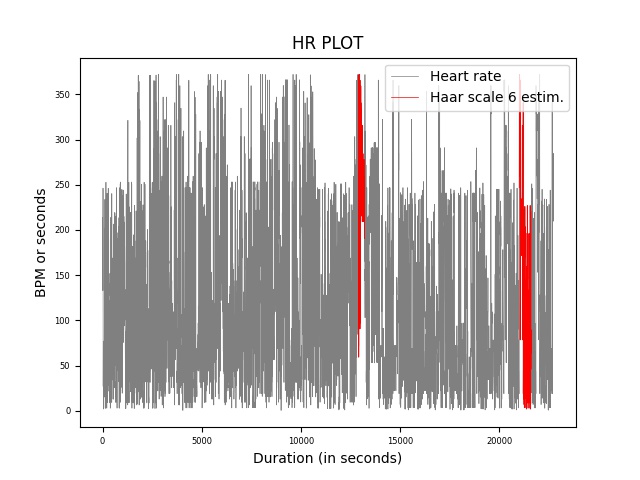 HR PLOT
Heart rate
Haar scale 6 estim.
BPM or seconds
350
300
250
200
150
100
50
0
0 5000 10000 15000 20000
Duration (in seconds)